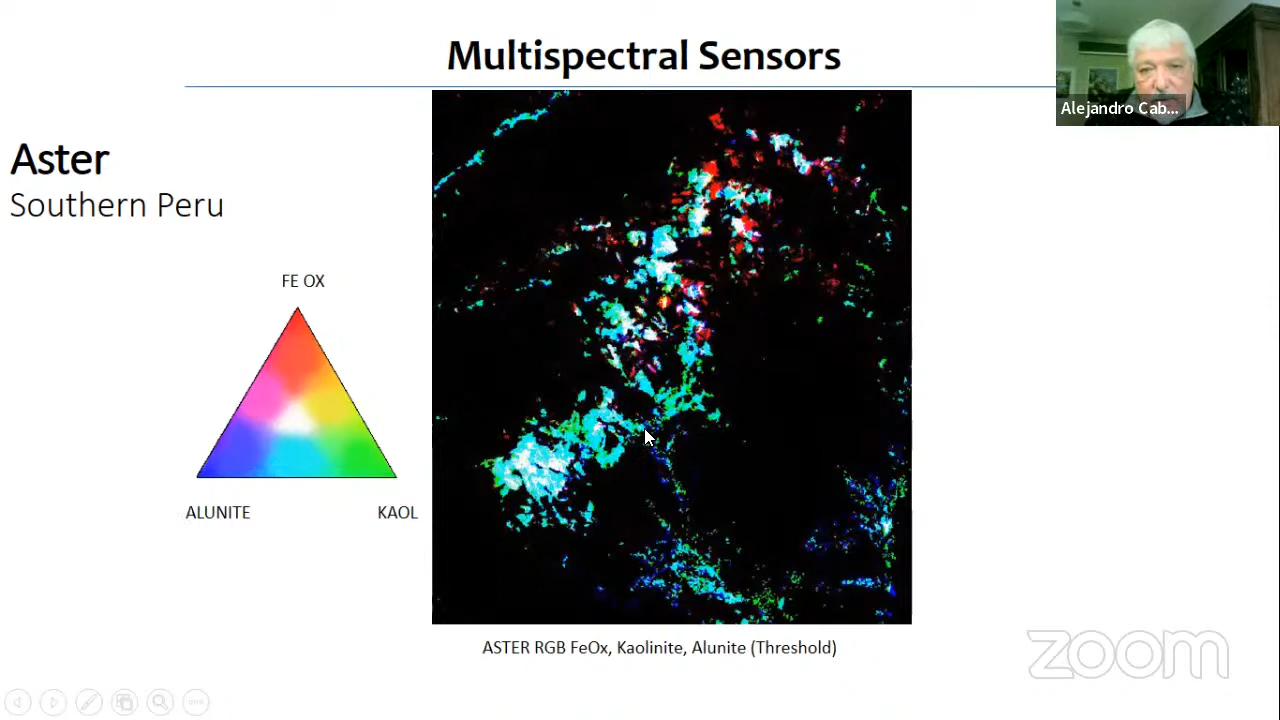 Multispectral Sensors
Alejandro Cab...
Aster
Southern Peru
FE OX
ALUNITE
KAOL
ASTER RGB FeOx, Kaolinite, Alunite (Threshold)
zoom